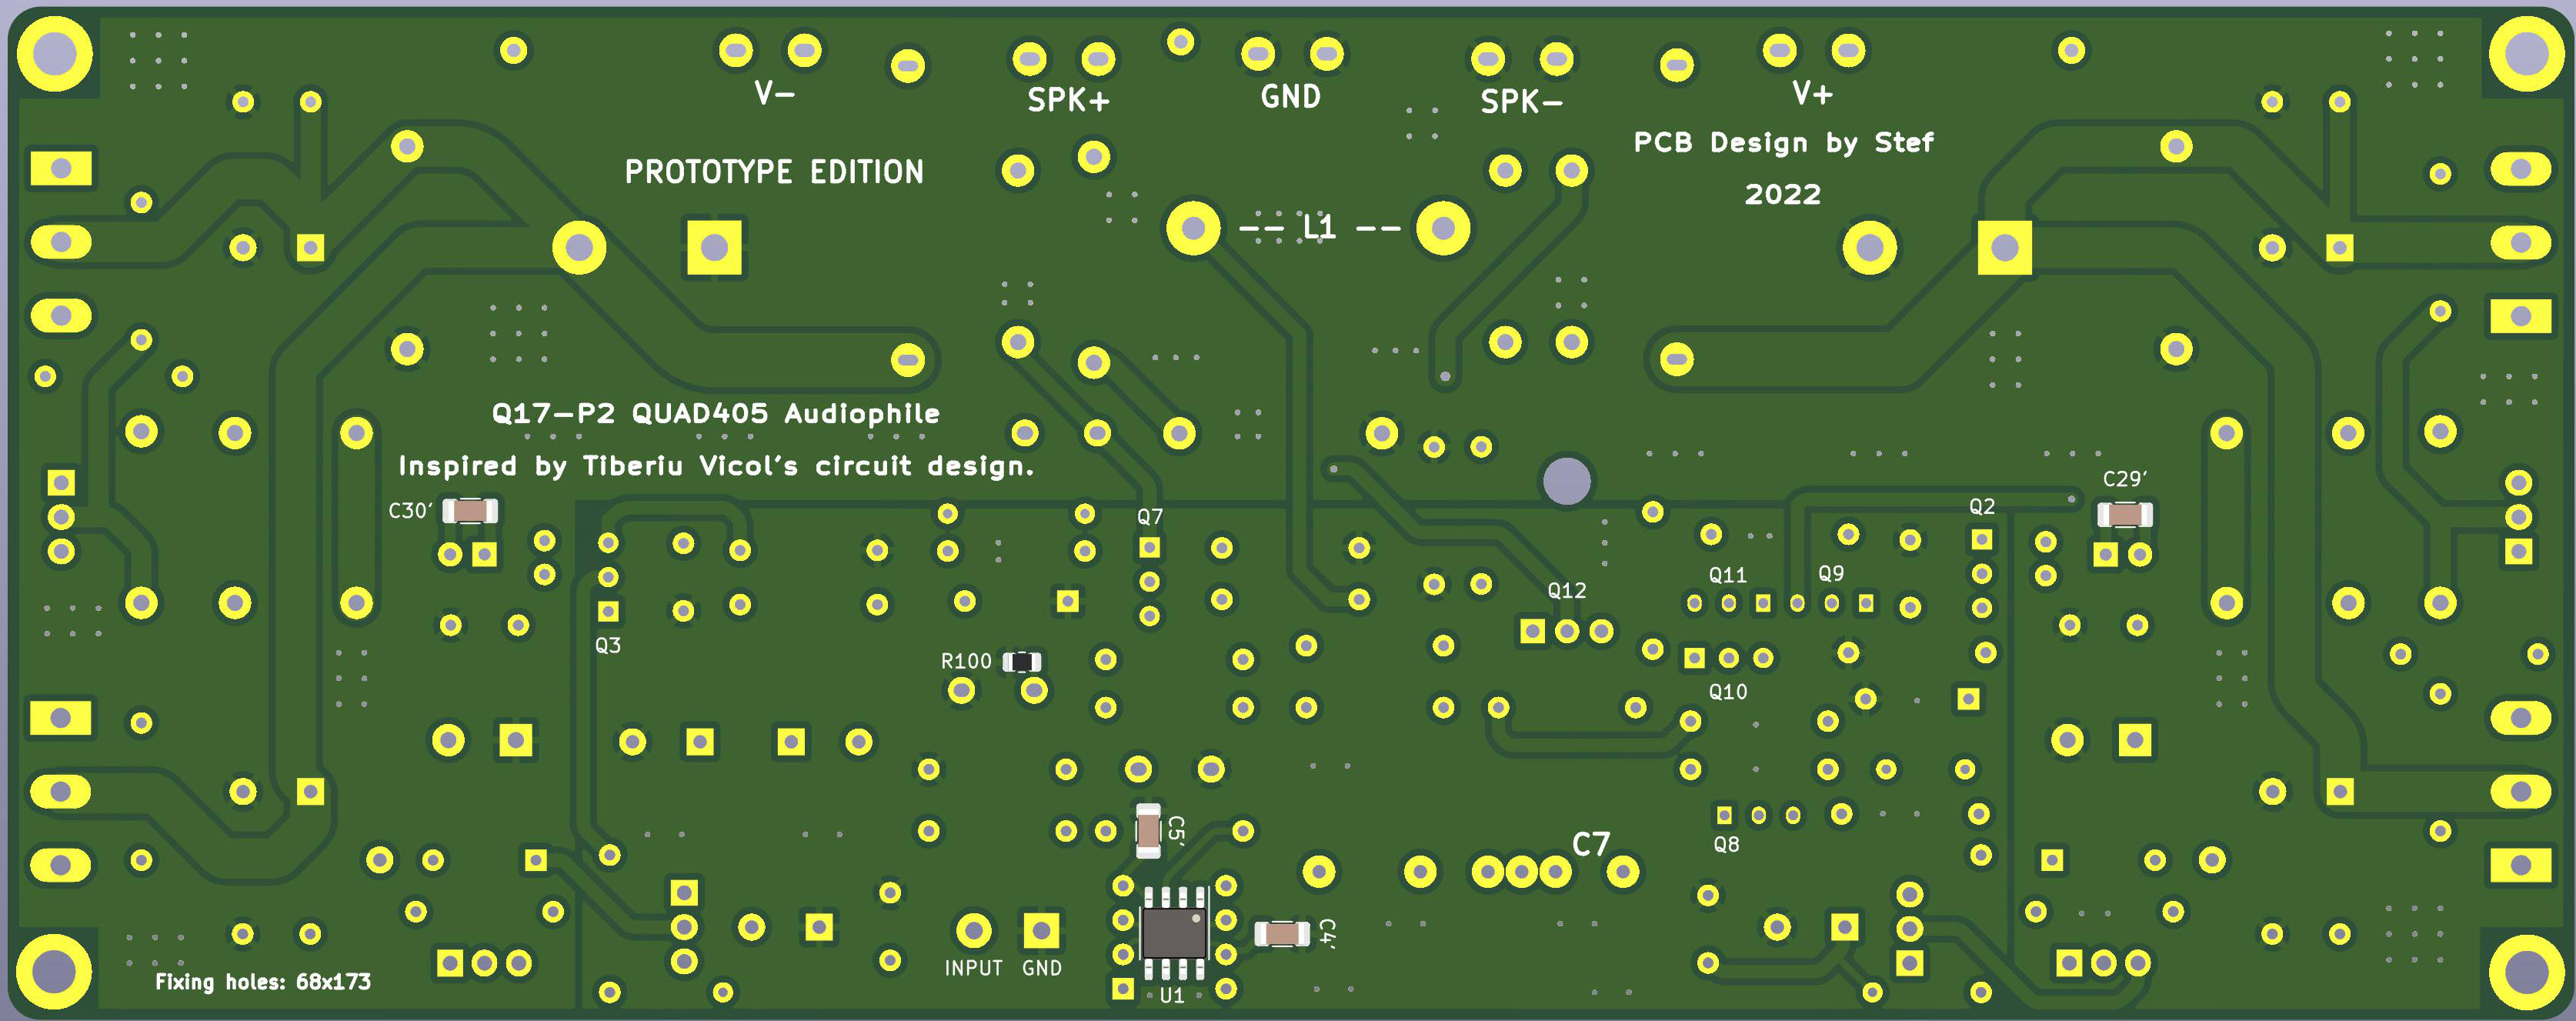 V-
SPK+
GND
SPK-
V+
PROTOTYPE EDITION
PCB Design by Stef
2022
-- L1 --
Q17-P2 QUAD405 Audiophile
Inspired by Tiberiu Vicol's circuit design.
C30'
C29'
Q7
Q2
Q11
Q9
Q12
Q3
R100
Q10
C5'
C7
Q8
C4'
INPUT
GND
U1
Fixing holes: 68x173